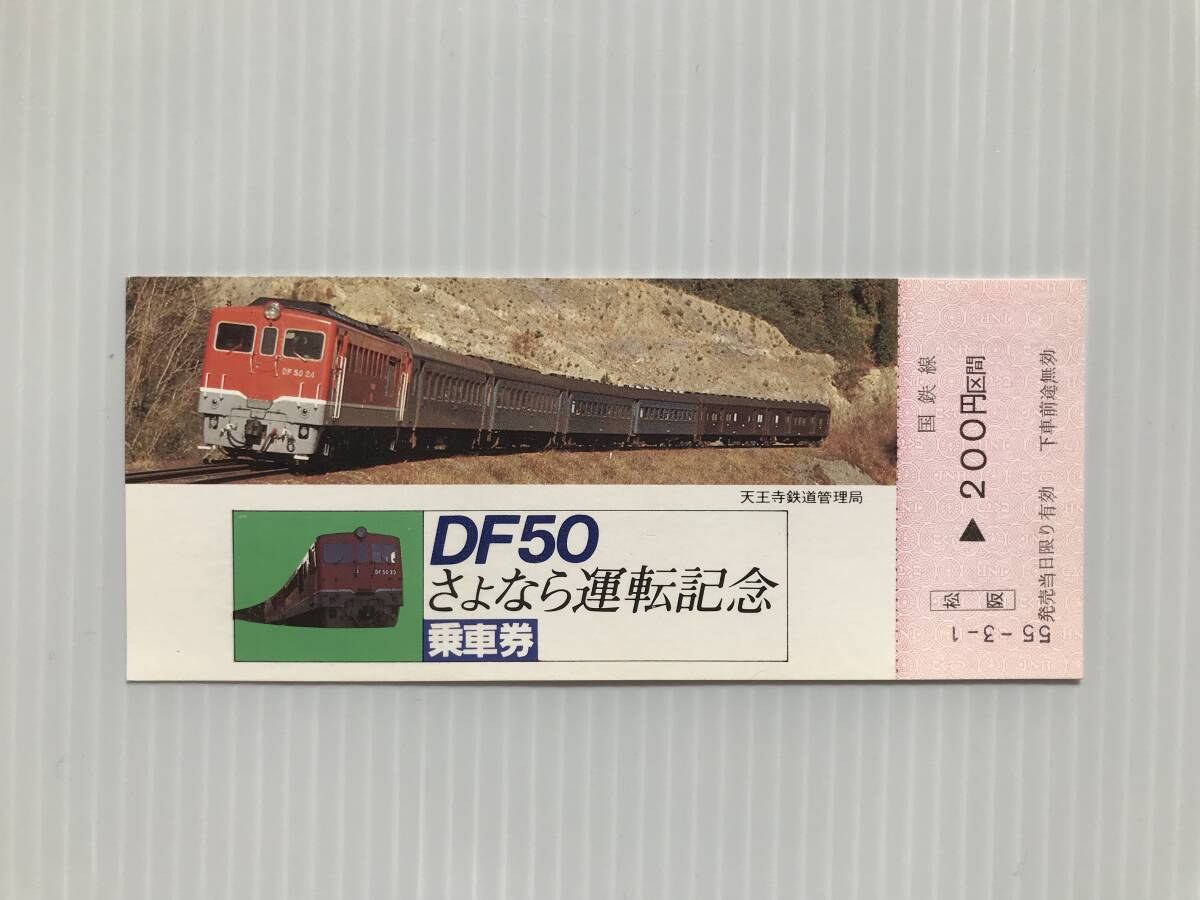 DF 50 24
天王寺鉄道管理局
DF 50 33
DF50
さよなら運転記念
乗車券
国鉄線
▶200円区間
松阪
55-3-1
発売当日限り有効 下車前途無効